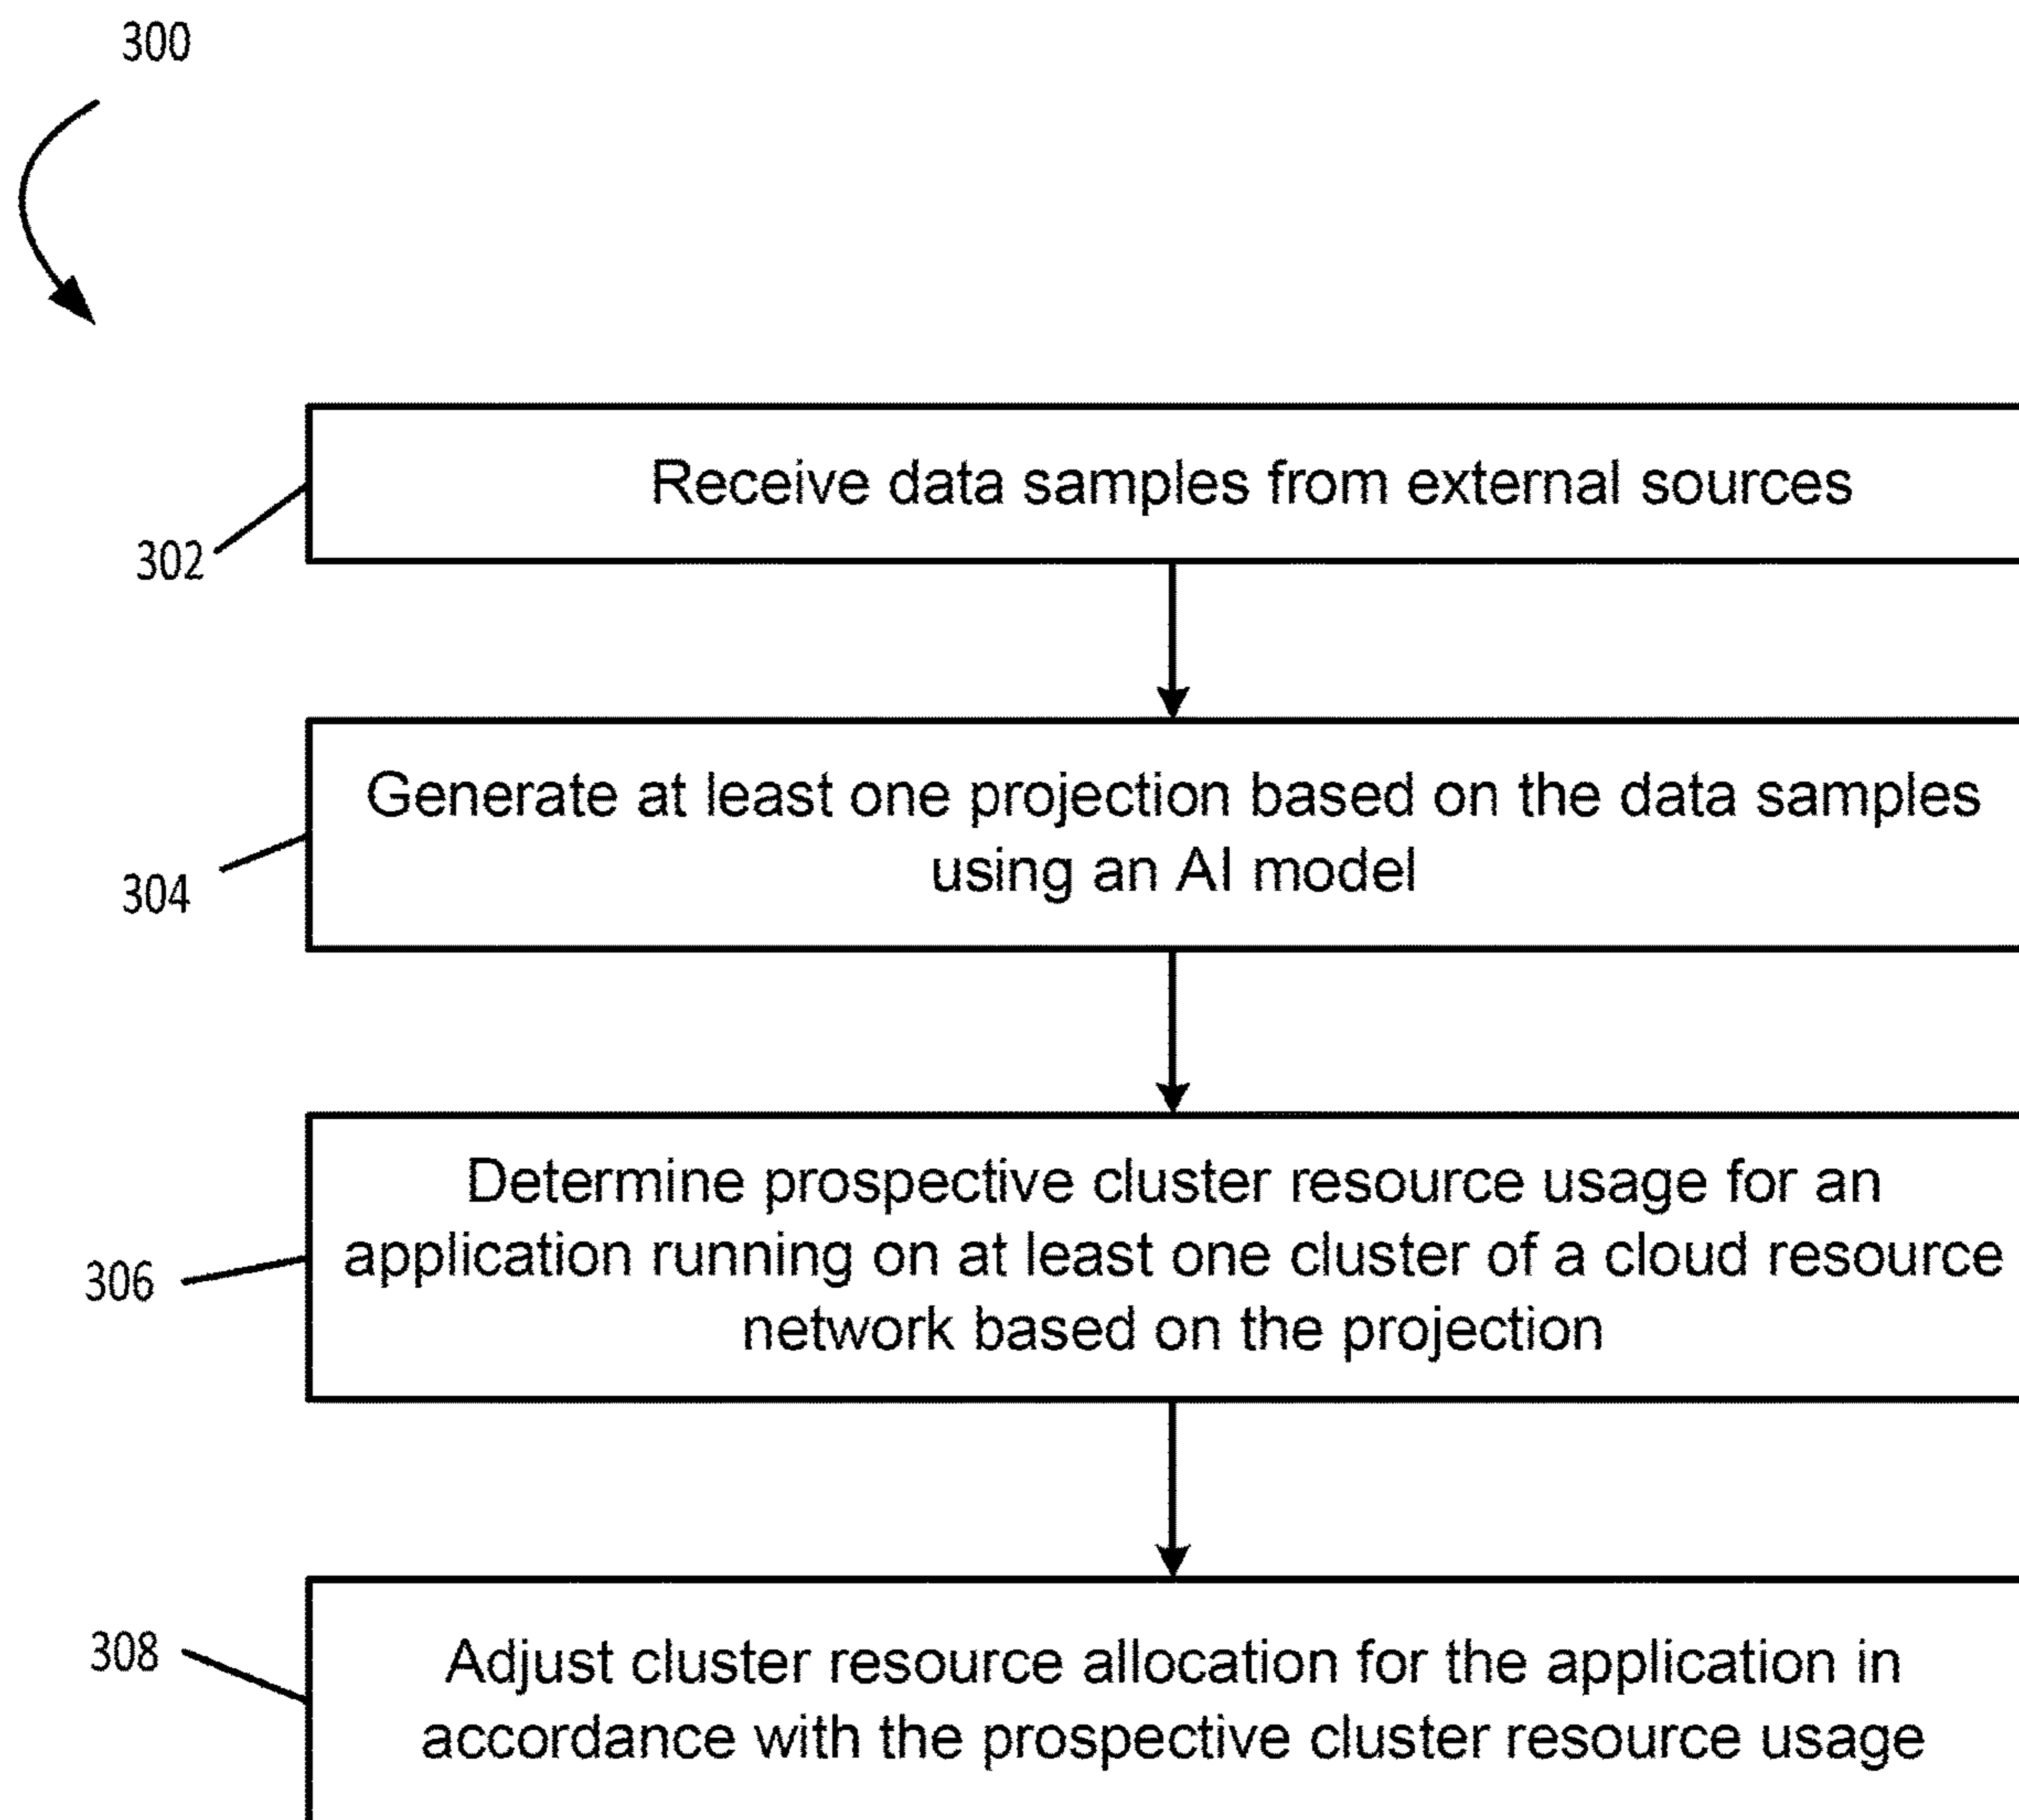 300
Receive data samples from external sources
302
Generate at least one projection based on the data samples
using an AI model
304
Determine prospective cluster resource usage for an
application running on at least one cluster of a cloud resource
network based on the projection
306
Adjust cluster resource allocation for the application in
accordance with the prospective cluster resource usage
308